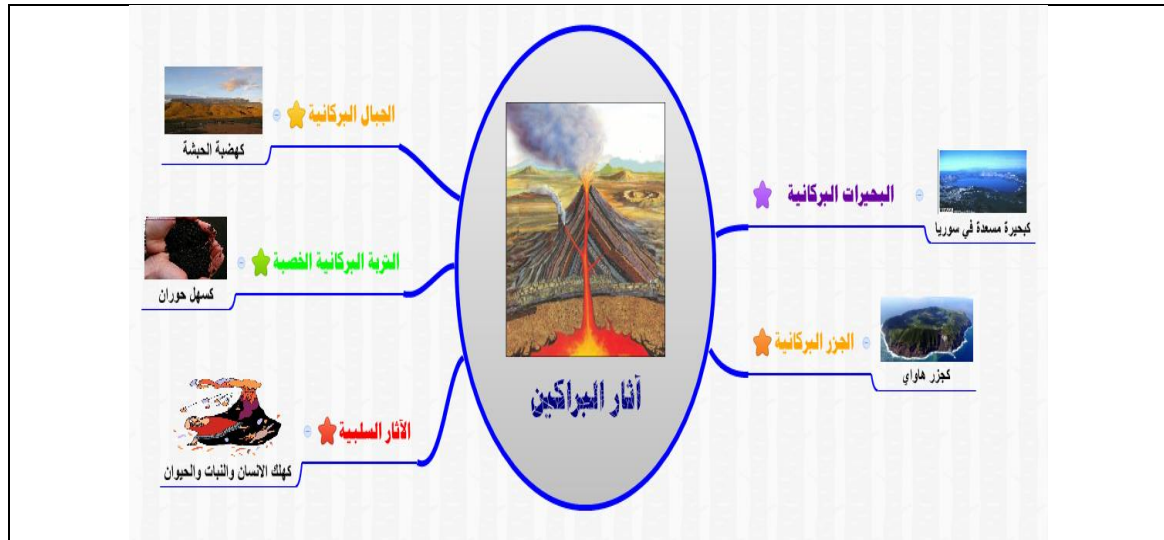 آثار البراكين
البحيرات البركانية
كبحيرة مسعدة في سوريا
الجزر البركانية
كجزر هاواي
الجبال البركانية
كهضبة الحبشة
التربة البركانية الخصبة
كسهل حوران
الآثار السلبية
كهلك الانسان والنبات والحيوان